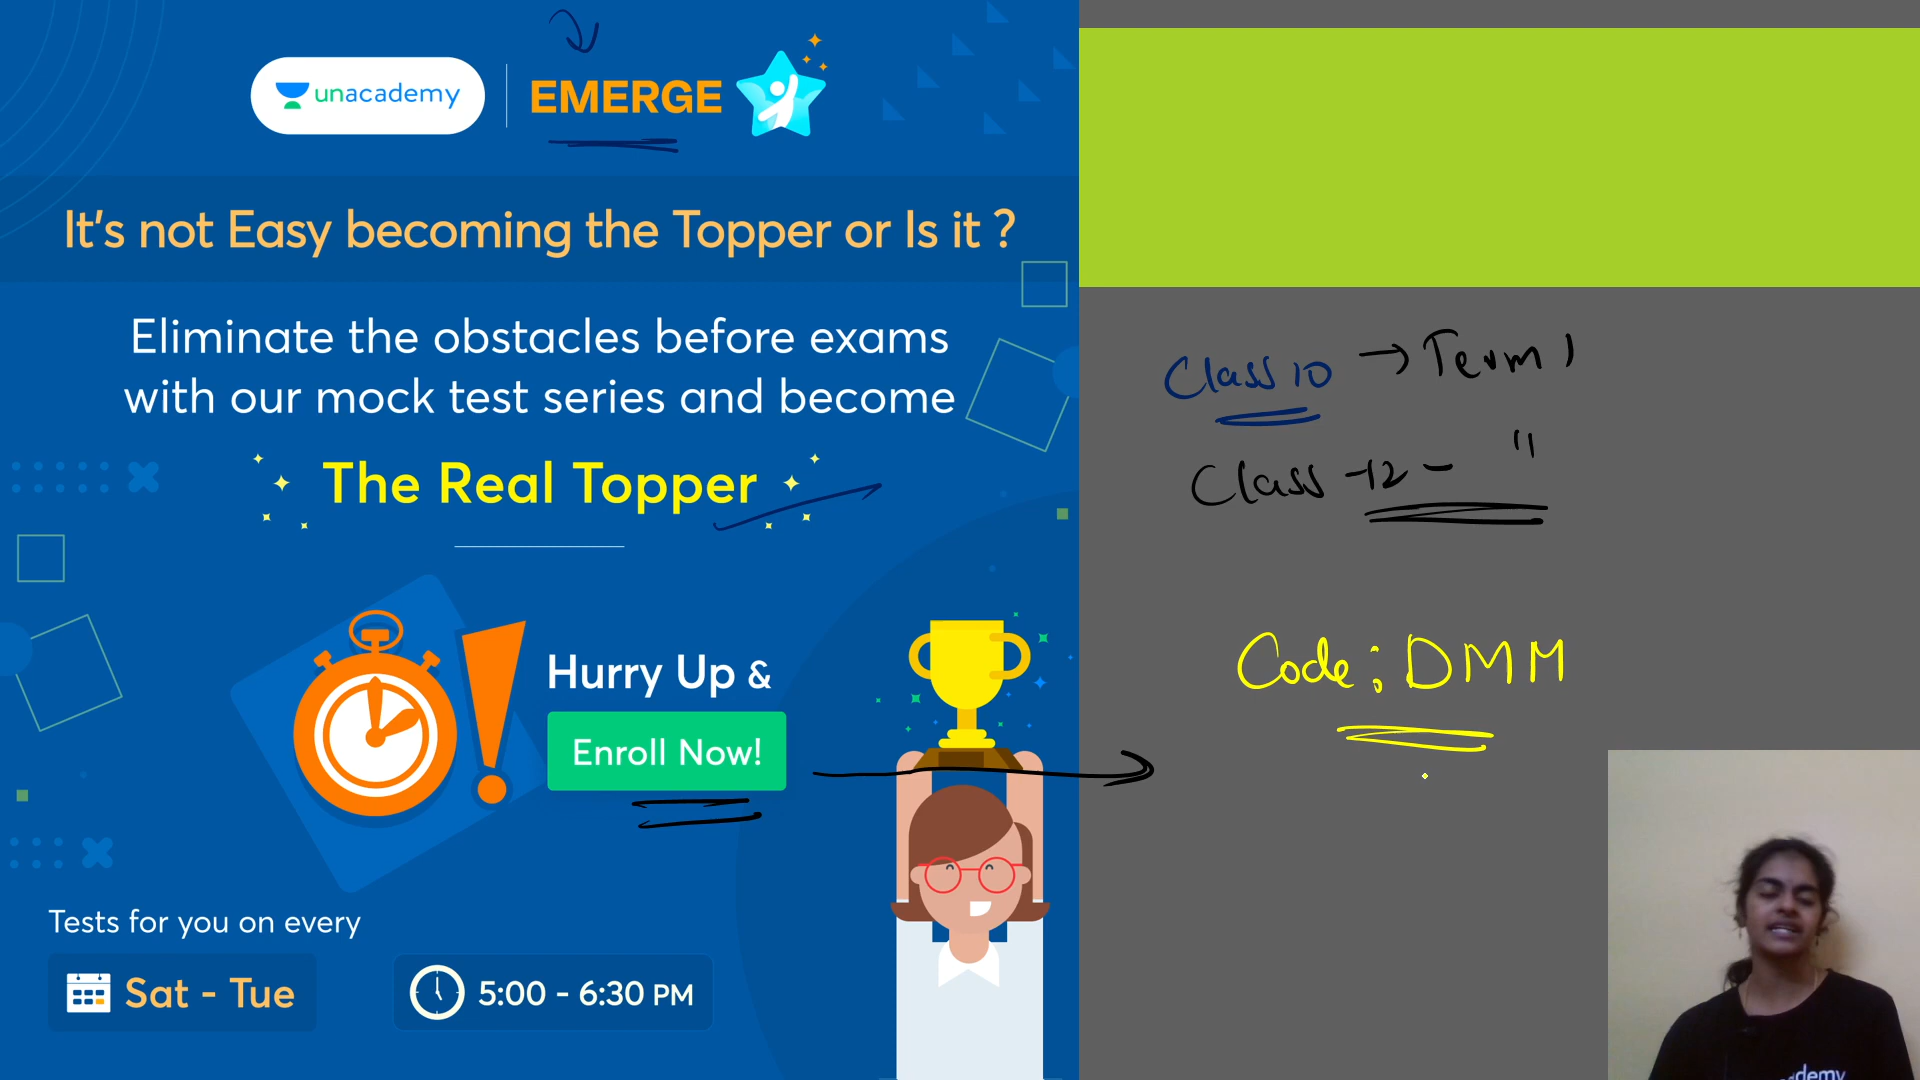 unacademy
EMERGE
It's not Easy becoming the Topper or Is it ?
Eliminate the obstacles before exams
with our mock test series and become
The Real Topper
Hurry Up &
Enroll Now!
Tests for you on every
Sat - Tue
5:00 - 6:30 PM
Class 10 → Term 1
Class -12 - "
Code: DMM
demy